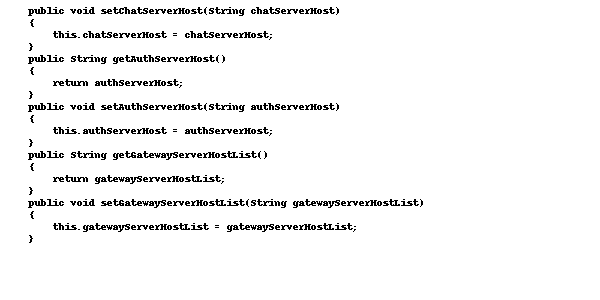 public void setChatServerHost(String chatServerHost)
{
this.chatServerHost = chatServerHost;
}
public String getAuthServerHost()
{
return authServerHost;
}
public void setAuthServerHost(String authServerHost)
{
this.authServerHost = authServerHost;
}
public String getGatewayServerHostList()
{
return gatewayServerHostList;
}
public void setGatewayServerHostList(String gatewayServerHostList)
{
this.gatewayServerHostList = gatewayServerHostList;
}